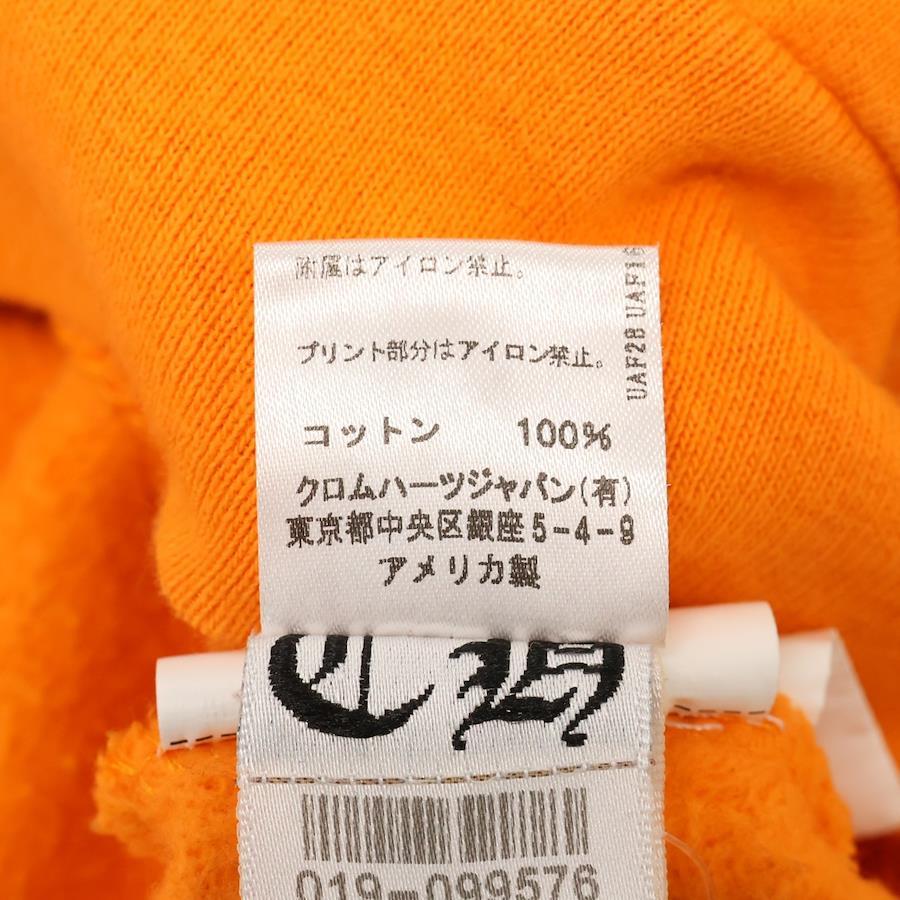 附属はアイロン禁止。
プリント部分はアイロン禁止。
コットン 100%
クロムハーツジャパン(有)
東京都中央区銀座5-4-9
アメリカ製
UAF28 UAF16
CH
019-099576